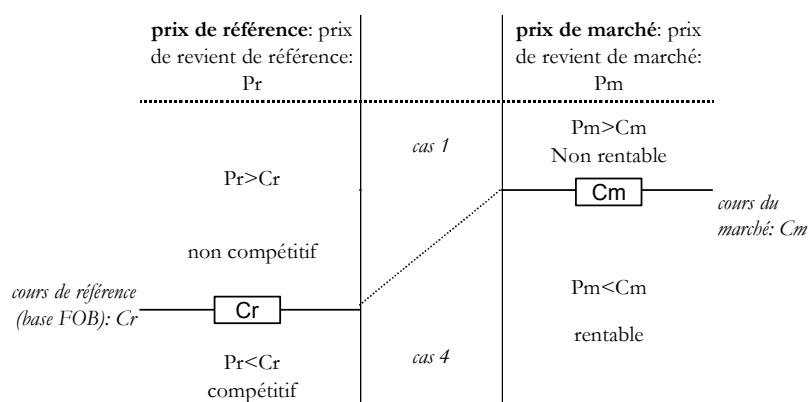 prix de référence: prix
de revient de référence:
Pr
prix de marché: prix
de revient de marché:
Pm
Pm>Cm
Non rentable
cas 1
Pr>Cr
Cm
cours du
marché: Cm
non compétitif
Pm<Cm
cours de référence
(base FOB): Cr
Cr
rentable
Pr<Cr
compétitif
cas 4